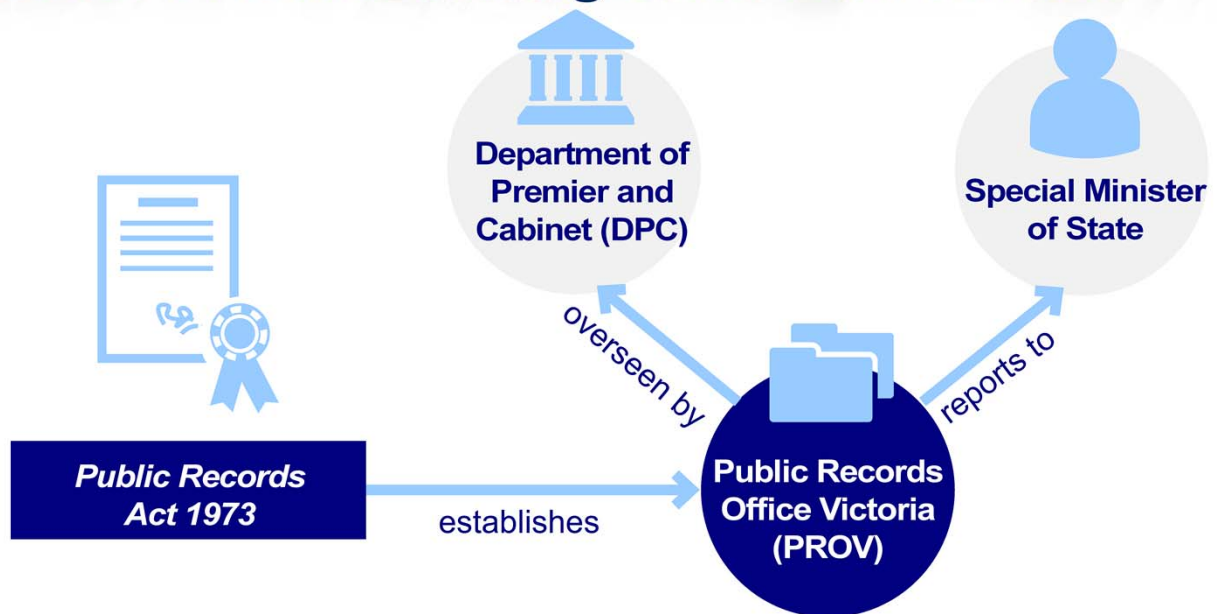 Department of
Premier and
Cabinet (DPC)
Special Minister
of State
overseen by
reports to
Public Records
Act 1973
establishes
Public Records
Office Victoria
(PROV)